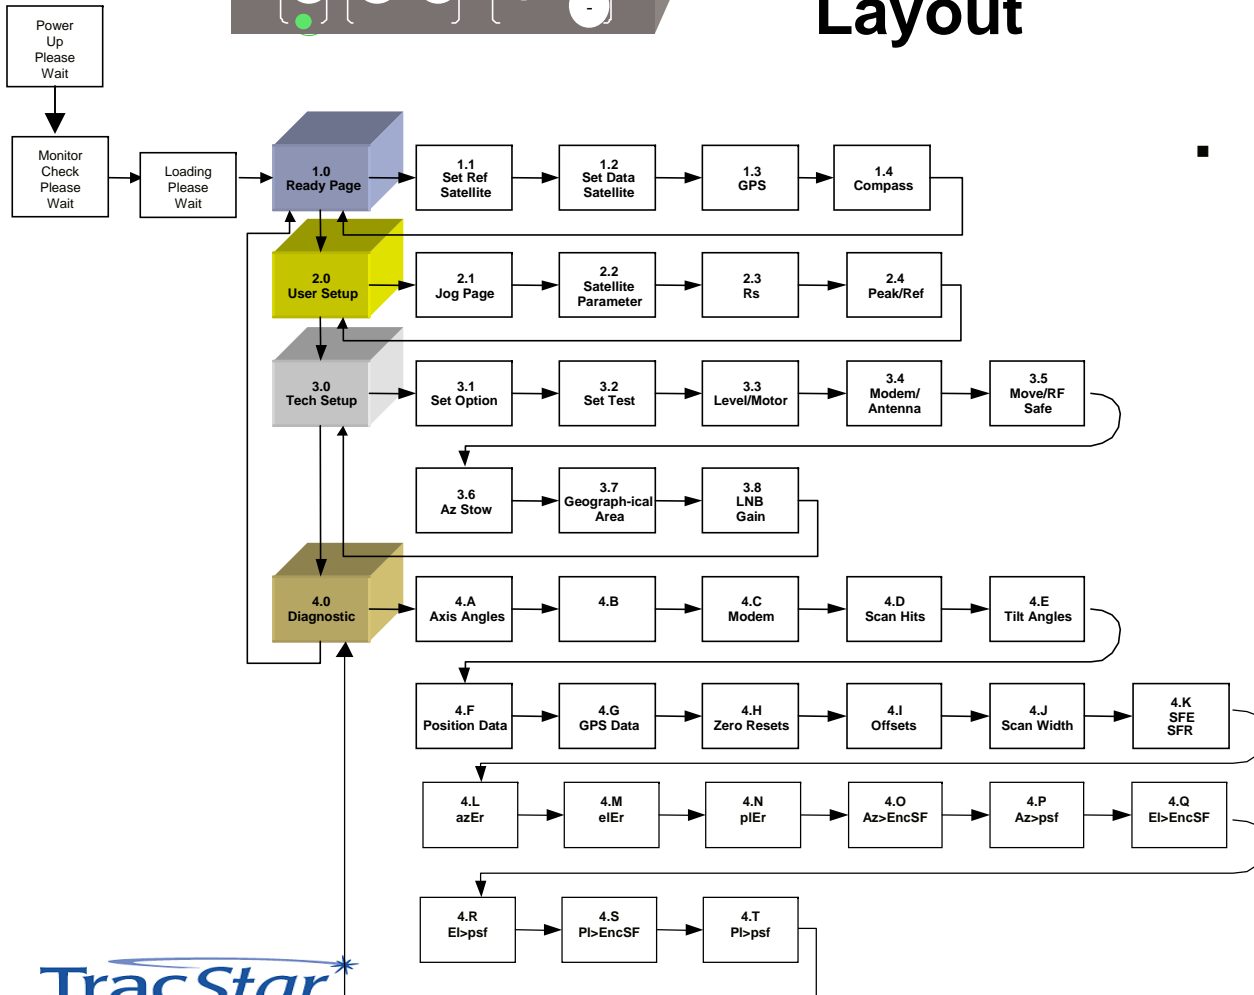 Layout
-
Power
Up
Please
Wait
Monitor
Check
Please
Wait
Loading
Please
Wait
1.0
Ready Page
1.1
Set Ref
Satellite
1.2
Set Data
Satellite
1.3
GPS
1.4
Compass
2.0
User Setup
2.1
Jog Page
2.2
Satellite
Parameter
2.3
Rs
2.4
Peak/Ref
3.0
Tech Setup
3.1
Set Option
3.2
Set Test
3.3
Level/Motor
3.4
Modem/
Antenna
3.5
Move/RF
Safe
3.6
Az Stow
3.7
Geograph-ical
Area
3.8
LNB
Gain
4.0
Diagnostic
4.A
Axis Angles
4.B
4.C
Modem
4.D
Scan Hits
4.E
Tilt Angles
4.F
Position Data
4.G
GPS Data
4.H
Zero Resets
4.I
Offsets
4.J
Scan Width
4.K
SFE
SFR
4.L
azEr
4.M
elEr
4.N
plEr
4.O
Az>EncSF
4.P
Az>psf
4.Q
El>EncSF
4.R
El>psf
4.S
Pl>EncSF
4.T
Pl>psf
TracStar